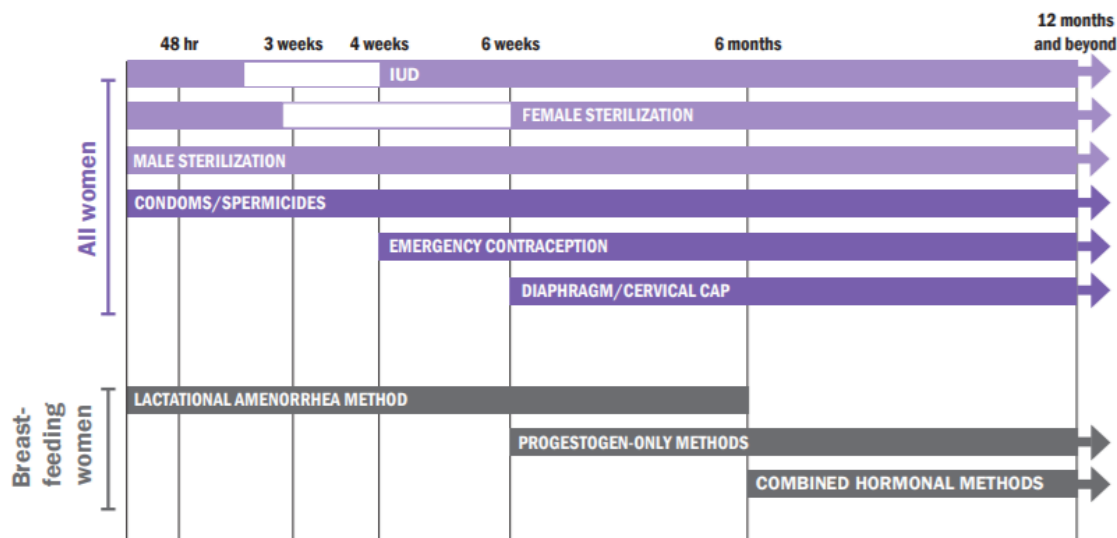 12 months
and beyond
48 hr
3 weeks
4 weeks
6 weeks
6 months
IUD
FEMALE STERILIZATION
MALE STERILIZATION
CONDOMS/SPERMICIDES
EMERGENCY CONTRACEPTION
DIAPHRAGM/CERVICAL CAP
All women
LACTATIONAL AMENORRHEA METHOD
PROGESTOGEN-ONLY METHODS
COMBINED HORMONAL METHODS
Breast-
feeding
women